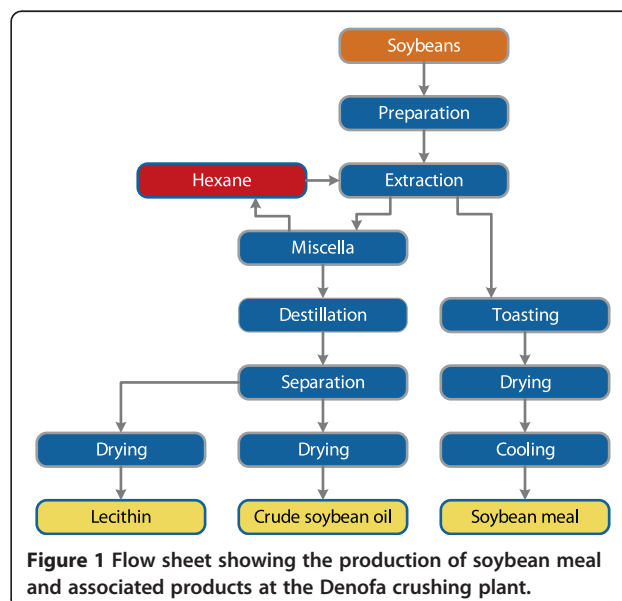 Soybeans
Preparation
Hexane
Extraction
Miscella
Destillation
Toasting
Separation
Drying
Drying
Drying
Cooling
Lecithin
Crude soybean oil
Soybean meal
Figure 1 Flow sheet showing the production of soybean meal
and associated products at the Denofa crushing plant.